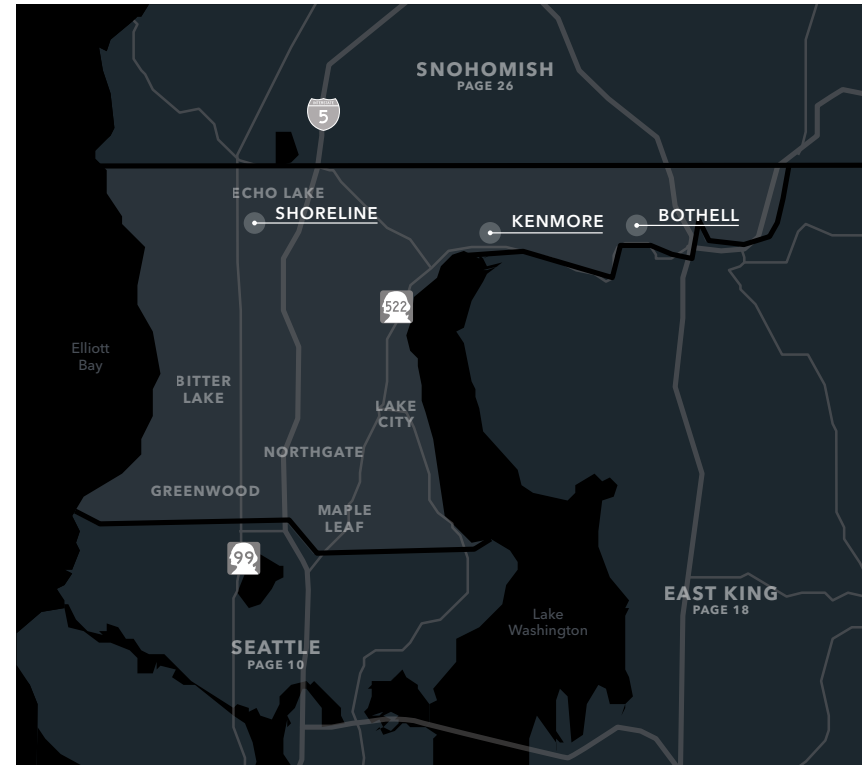 SNOHOMISH
PAGE 26
5
ECHO LAKE
SHORELINE
KENMORE
BOTHELL
522
Elliott
Bay
BITTER
LAKE
LAKE
CITY
NORTHGATE
GREENWOOD
MAPLE
LEAF
99
EAST KING
PAGE 18
Lake
Washington
SEATTLE
PAGE 10